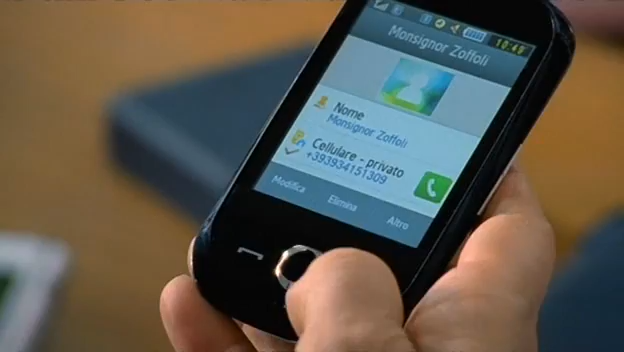 10:49
Monsignor Zoffoli
Nome
Monsignor Zoffoli
Cellulare - privato
+393934151309
Modifica
Elimina
Altro